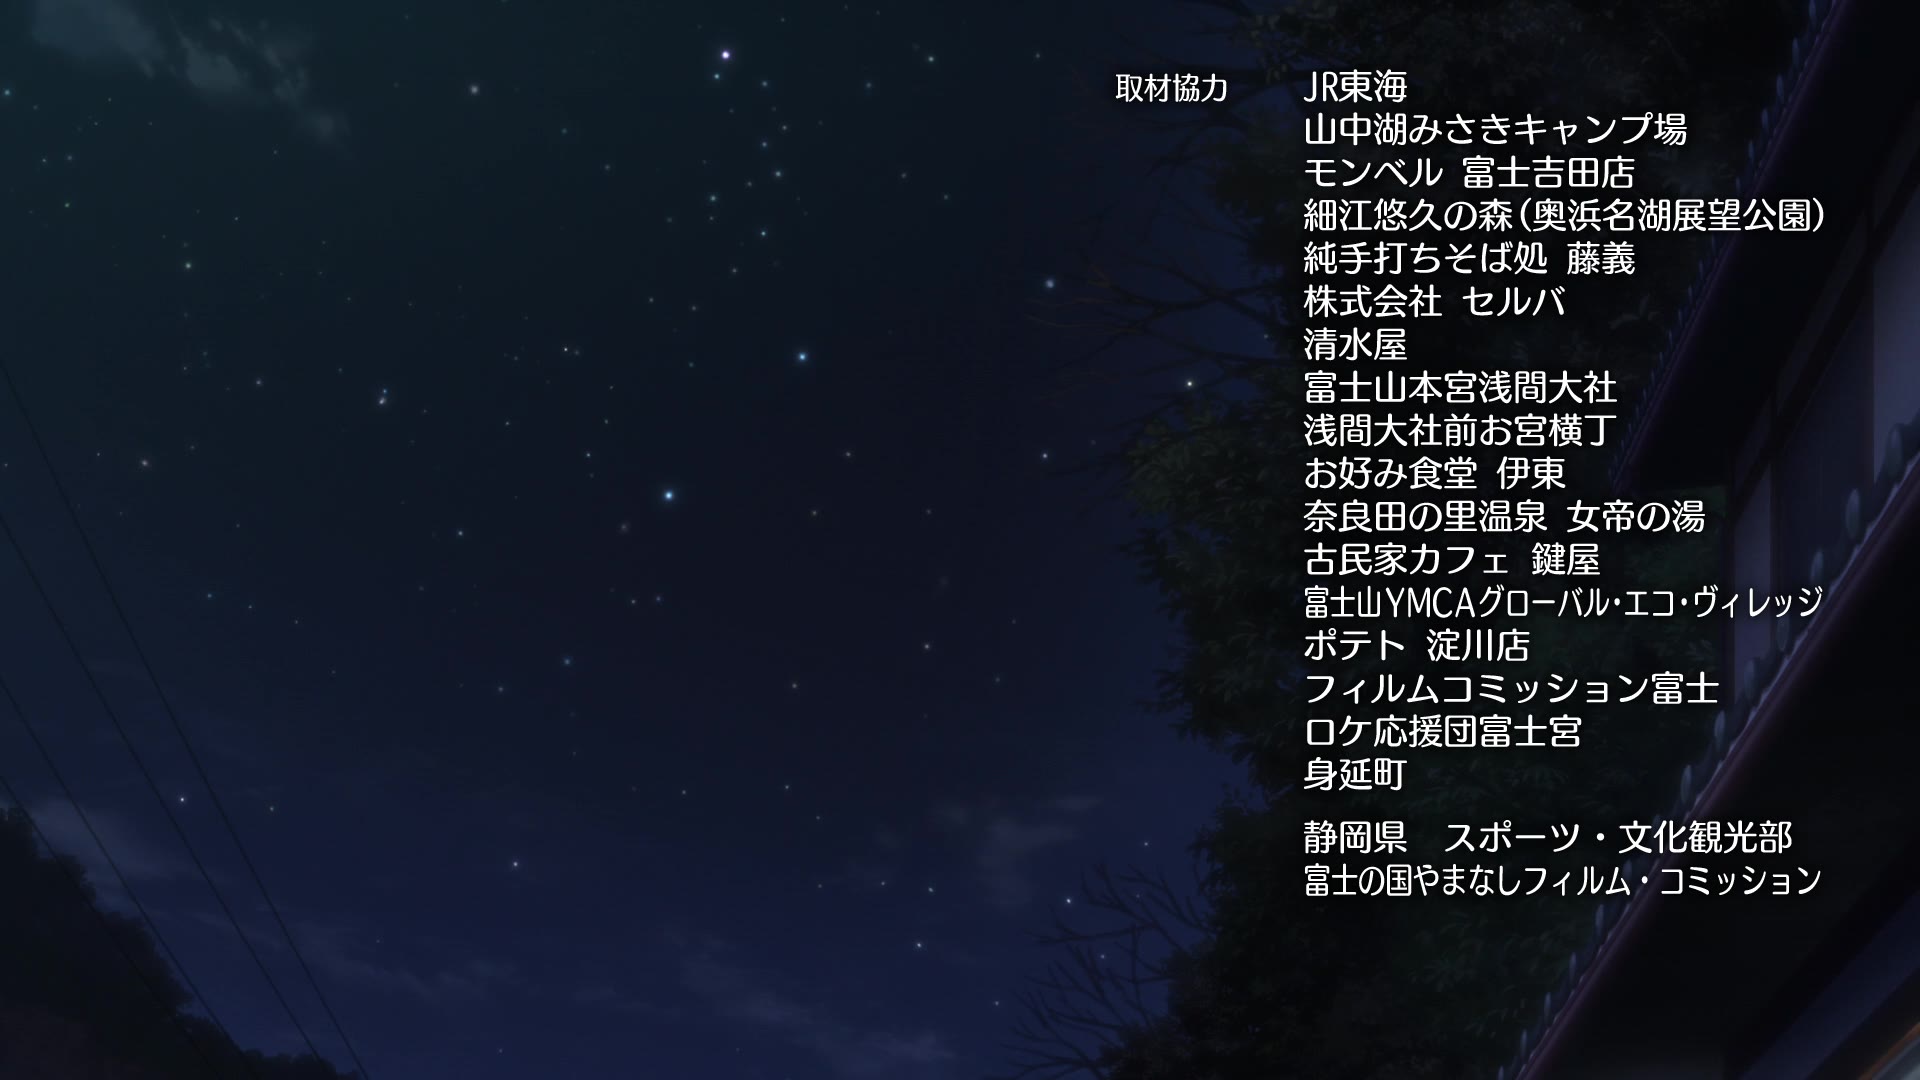 取材協力 JR東海
山中湖みさきキャンプ場
モンベル 富士吉田店
細江悠久の森(奥浜名湖展望公園)
純手打ちそば処 藤義
株式会社 セルバ
清水屋
富士山本宮浅間大社
浅間大社前お宮横丁
お好み食堂 伊東
奈良田の里温泉 女帝の湯
古民家カフェ 鍵屋
富士山YMCAグローバル・エコ・ヴィレッジ
ポテト 淀川店
フィルムコミッション富士
ロケ応援団富士宮
身延町
静岡県　スポーツ・文化観光部
富士の国やまなしフィルム・コミッション